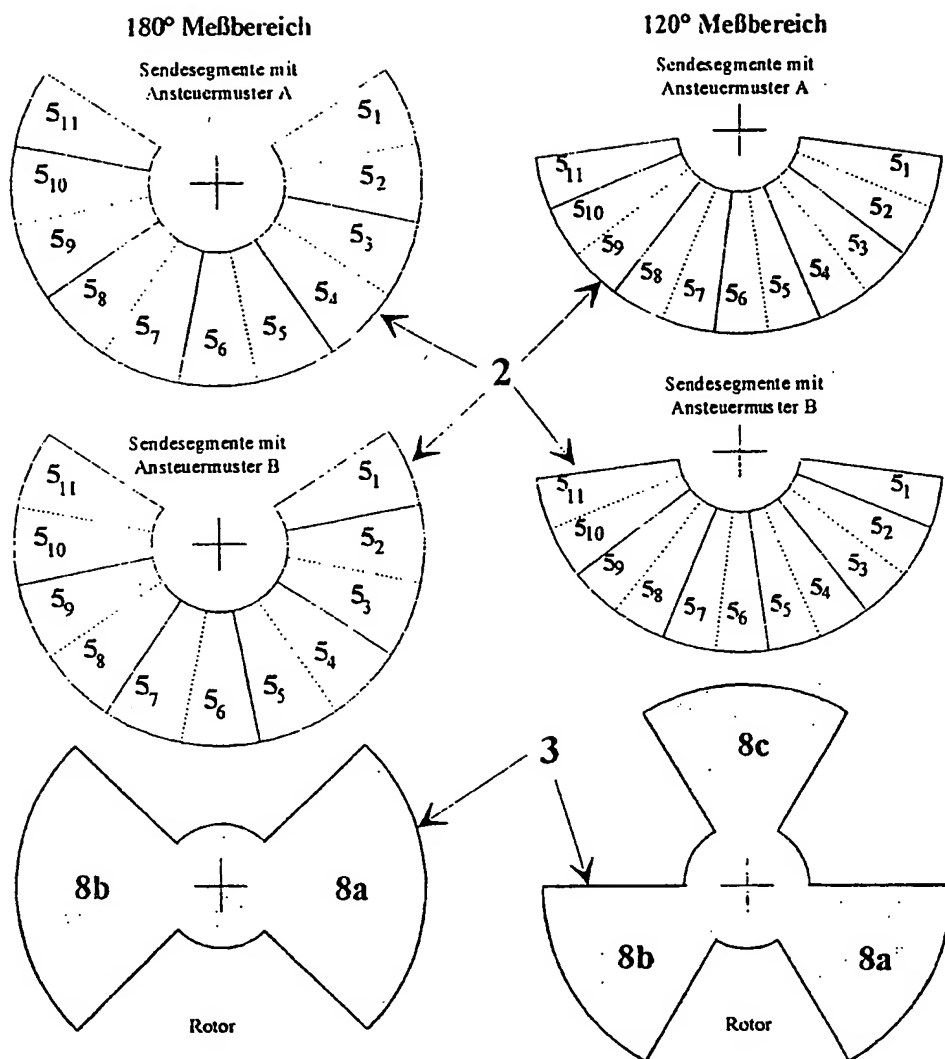 180° Meßbereich
120° Meßbereich
Sendesegmente mit
Ansteuermuster A
5₁₁
5₁
5₁₀
5₂
5₉
5₃
5₈
5₄
5₇
5₆
5₅
Sendesegmente mit
Ansteuermuster A
5₁₁
5₁
5₁₀
5₂
5₉
5₃
5₈
5₄
5₇
5₆
5₅
2
Sendesegmente mit
Ansteuermuster B
5₁₁
5₁
5₁₀
5₂
5₉
5₃
5₈
5₄
5₇
5₆
5₅
Sendesegmente mit
Ansteuermuster B
5₁₁
5₁
5₁₀
5₂
5₉
5₃
5₈
5₄
5₇
5₆
5₅
3
8b
8a
Rotor
8c
8b
8a
Rotor